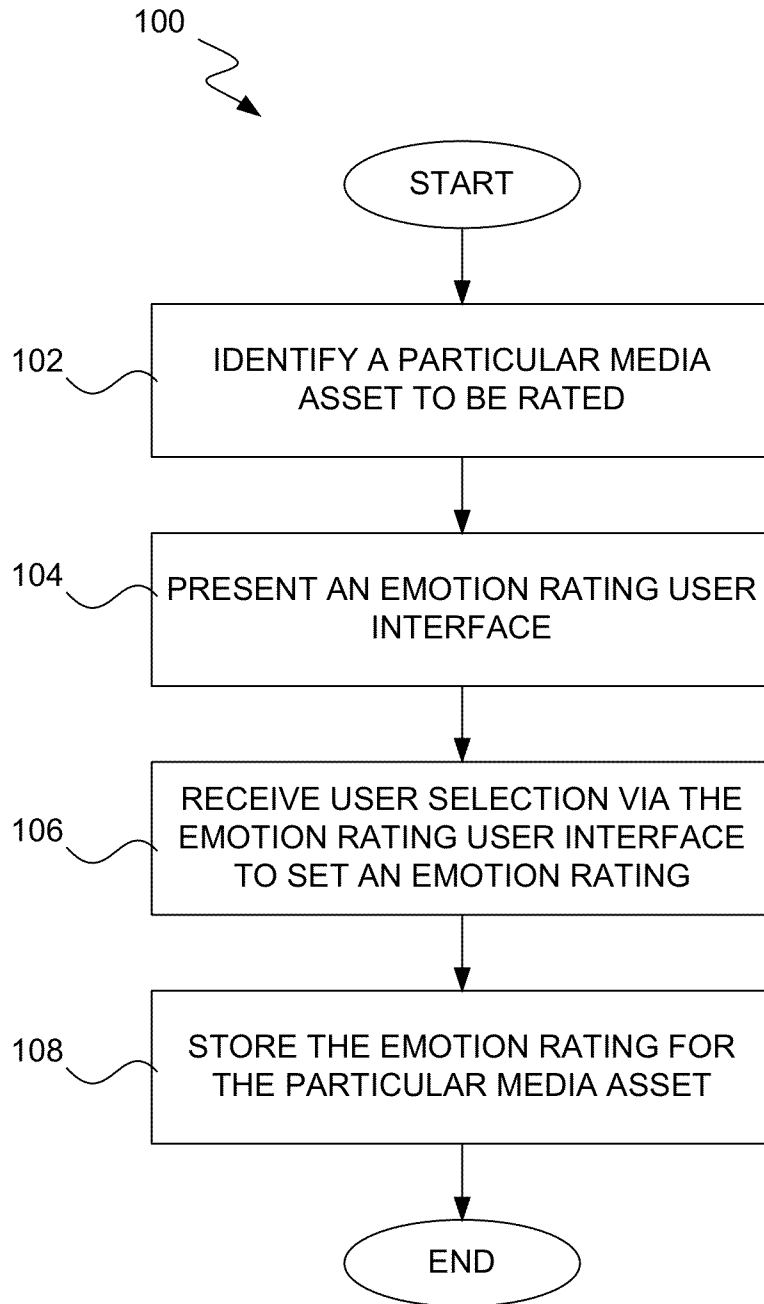 100
START
102
IDENTIFY A PARTICULAR MEDIA
ASSET TO BE RATED
104
PRESENT AN EMOTION RATING USER
INTERFACE
106
RECEIVE USER SELECTION VIA THE
EMOTION RATING USER INTERFACE
TO SET AN EMOTION RATING
108
STORE THE EMOTION RATING FOR
THE PARTICULAR MEDIA ASSET
END